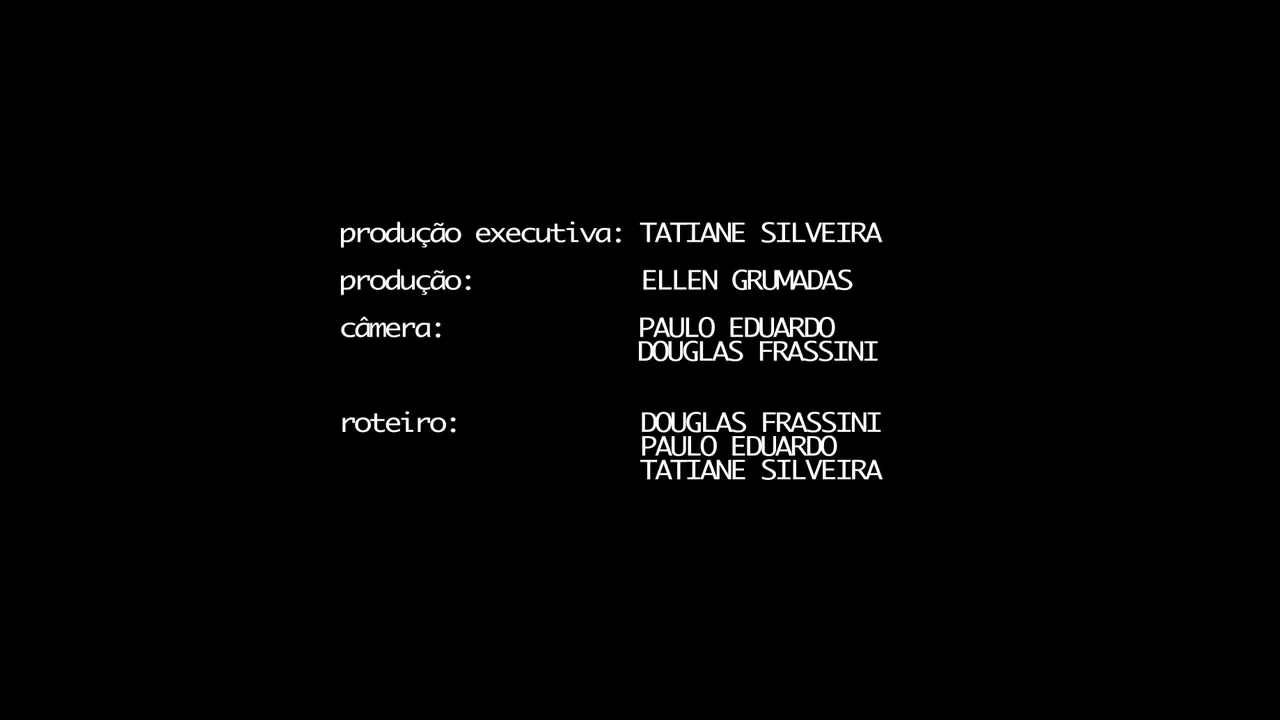 produção executiva: TATIANE SILVEIRA
produção: ELLEN GRUMADAS
câmera: PAULO EDUARDO
DOUGLAS FRASSINI
roteiro: DOUGLAS FRASSINI
PAULO EDUARDO
TATIANE SILVEIRA